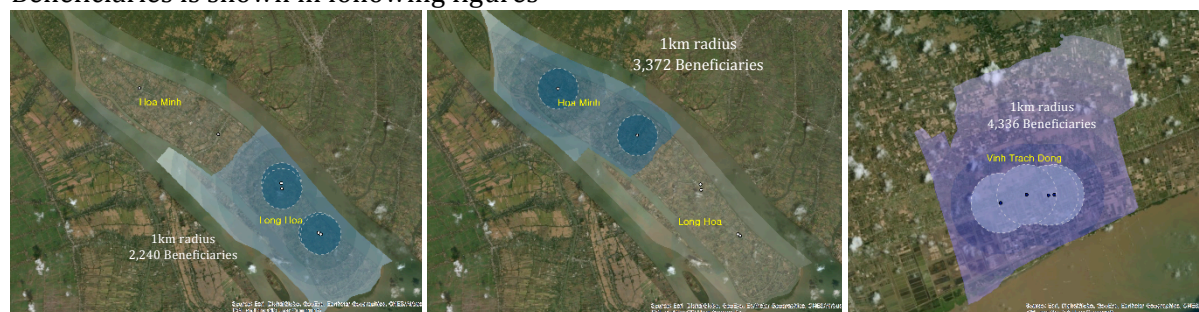 Beneficiaries is shown in following figures
Hoa Minh
Long Hoa
1km radius
2,240 Beneficiaries
1km radius
3,372 Beneficiaries
Hoa Minh
Long Hoa
1km radius
4,336 Beneficiaries
Vinh Trach Dong